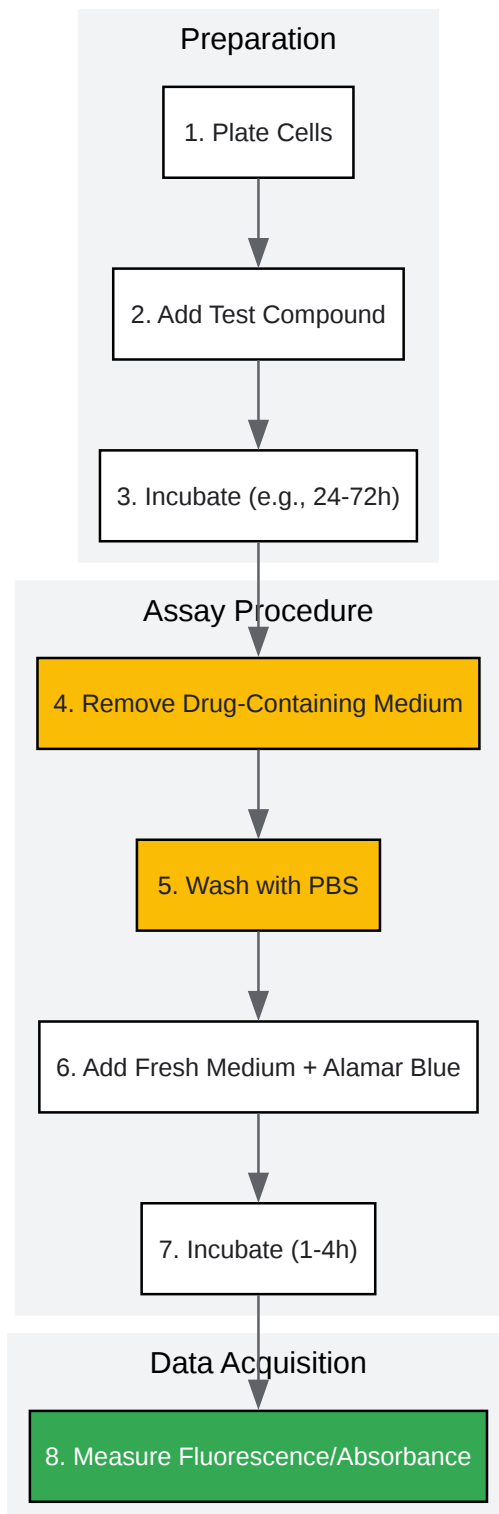 Preparation
1. Plate Cells
2. Add Test Compound
3. Incubate (e.g., 24-72h)
Assay Procedure
4. Remove Drug-Containing Medium
5. Wash with PBS
6. Add Fresh Medium + Alamar Blue
7. Incubate (1-4h)
Data Acquisition
8. Measure Fluorescence/Absorbance